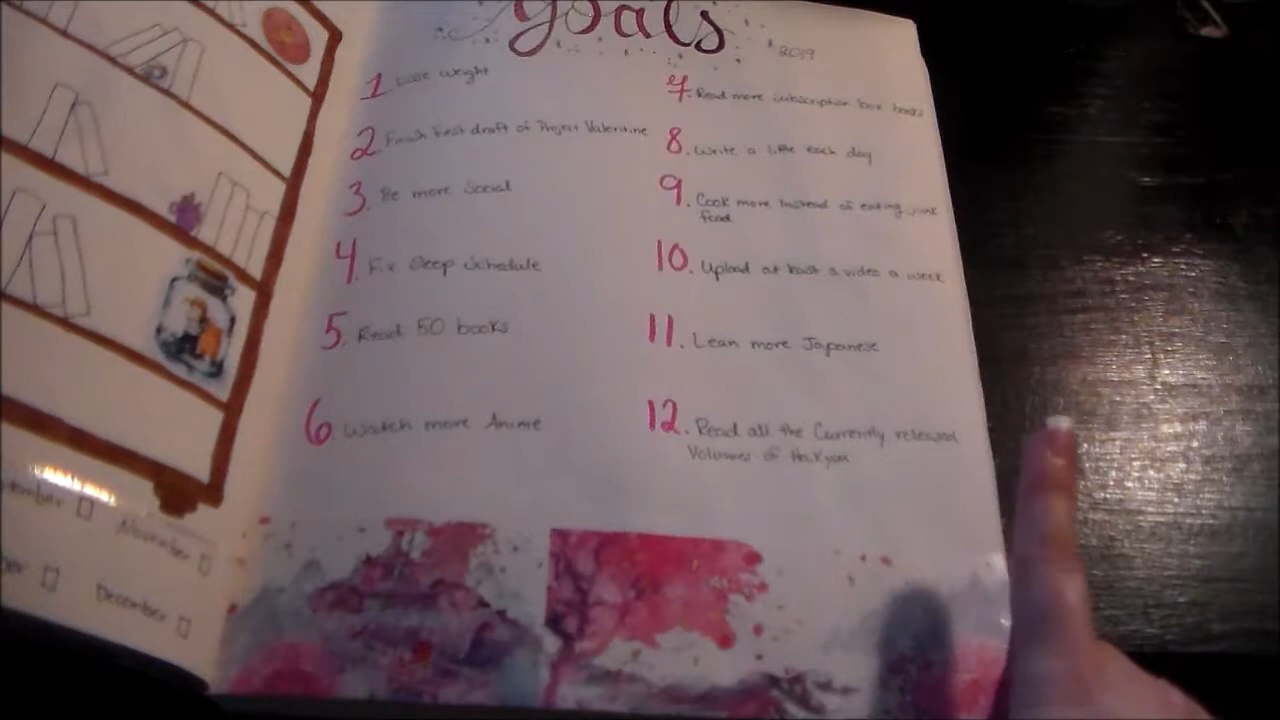 goals
2019
1 Lose weight
2. Finish first draft of Project Valentine
3. Be more Social
4. Fix Sleep Schedule
5. Read 50 books
6. Watch more Anime
7. Read more subscription box books
8. Write a little each day
9. Cook more instead of eating junk
food
10. Upload at least a video a week
11. Lean more Japanese
12. Read all the Currently released
Volumes of Haikyuu
November
December